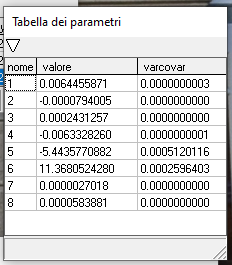 Tabella dei parametri
nome valore varcovar
1 0.0064455871 0.0000000003
2 -0.0000794005 0.0000000000
3 0.0002431257 0.0000000000
4 -0.0063328260 0.0000000001
5 -5.4435770882 0.0005120116
6 11.3680524280 0.0002596403
7 0.0000027018 0.0000000000
8 0.0000583881 0.0000000000